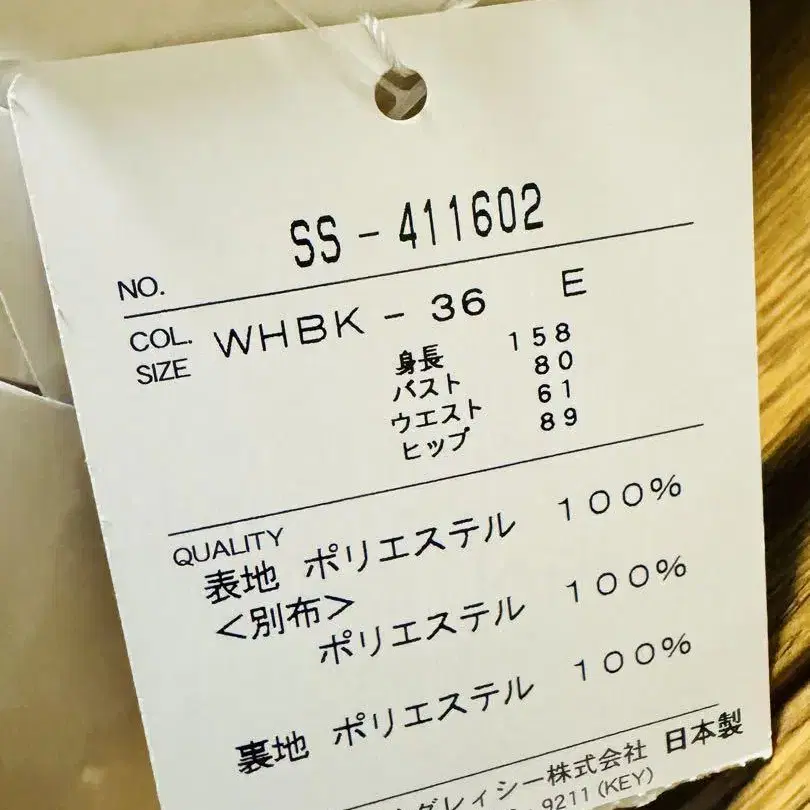 NO. SS-411602
COL. WHBK - 36 E
SIZE
身長 158
バスト 80
ウエスト 61
ヒップ 89
QUALITY
表地 ポリエステル 100%
<別布>
ポリエステル 100%
裏地 ポリエステル 100%
グレィシー株式会社 日本製
9211(KEY)